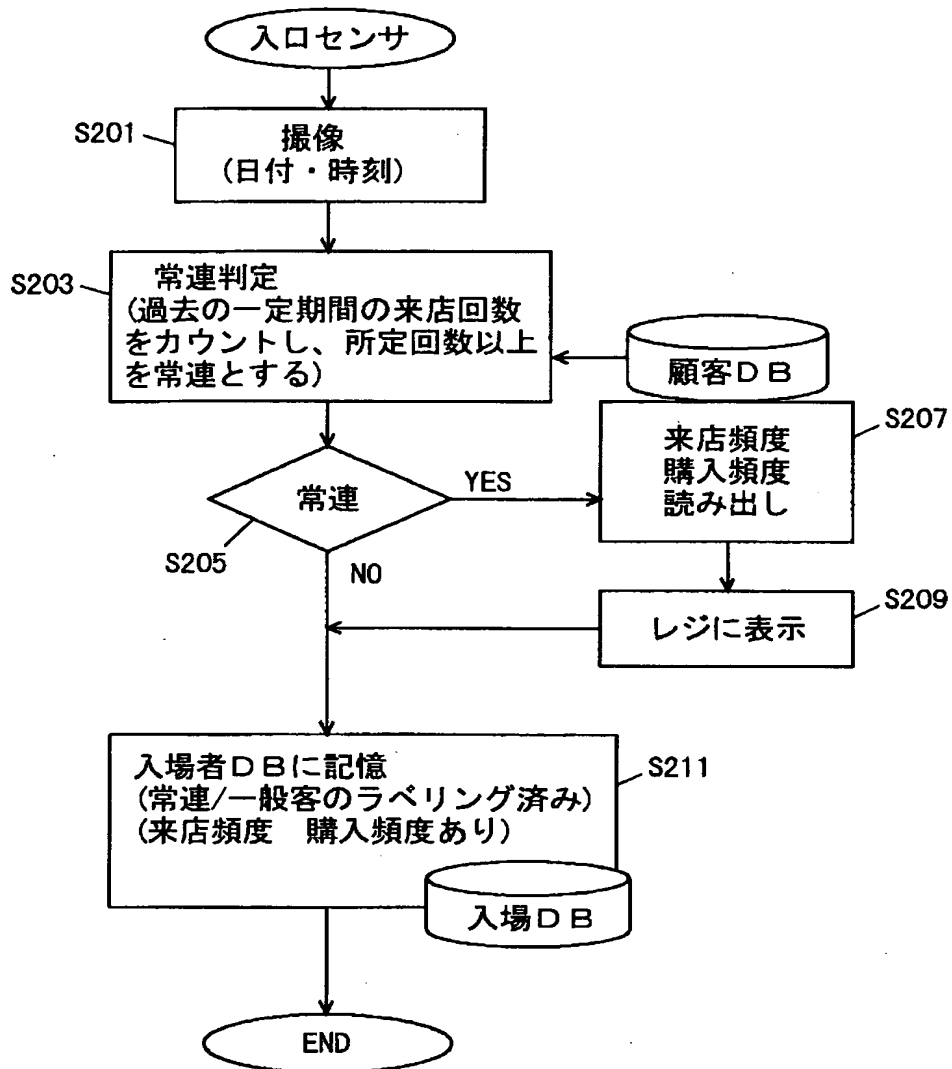 入口センサ
S201
撮像
(日付・時刻)
S203
常連判定
(過去の一定期間の来店回数
をカウントし、所定回数以上
を常連とする)
顧客DB
S207
来店頻度
購入頻度
読み出し
常連
YES
S205
NO
S209
レジに表示
S211
入場者DBに記憶
(常連/一般客のラベリング済み)
(来店頻度　購入頻度あり)
入場DB
END